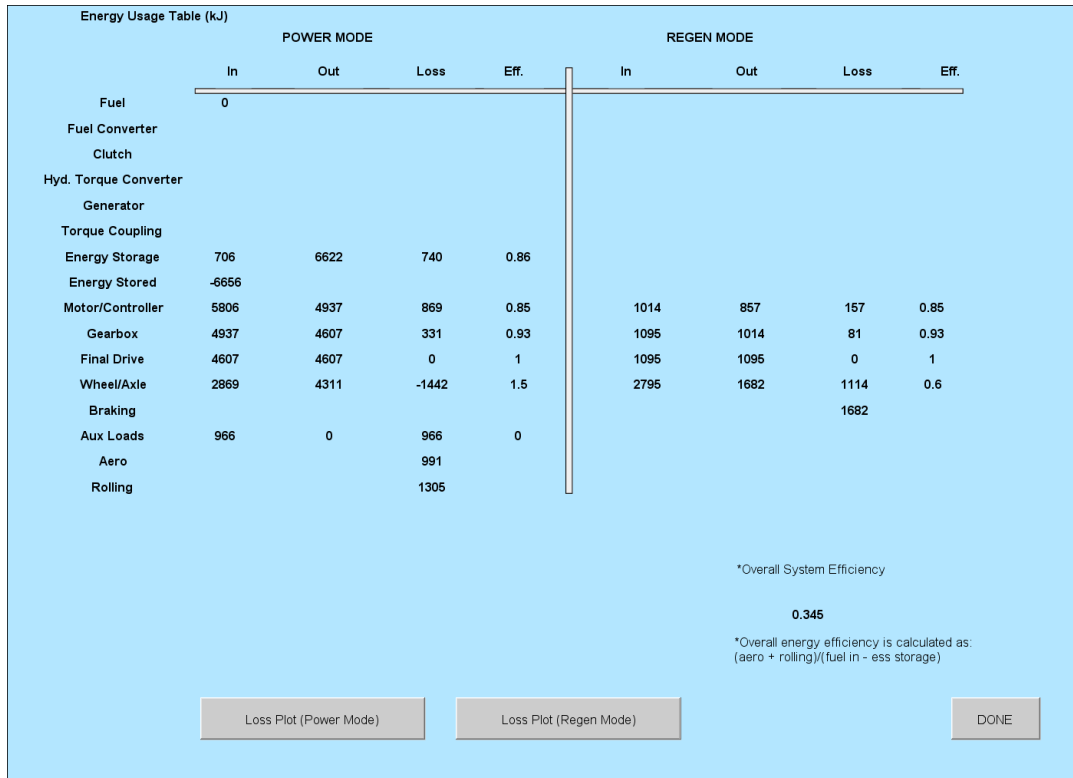 Energy Usage Table (kJ)
POWER MODE REGEN MODE
In Out Loss Eff. In Out Loss Eff.
Fuel 0
Fuel Converter
Clutch
Hyd. Torque Converter
Generator
Torque Coupling
Energy Storage 706 6622 740 0.86
Energy Stored -6656
Motor/Controller 5806 4937 869 0.85 1014 857 157 0.85
Gearbox 4937 4607 331 0.93 1095 1014 81 0.93
Final Drive 4607 4607 0 1 1095 1095 0 1
Wheel/Axle 2869 4311 -1442 1.5 2795 1682 1114 0.6
Braking 1682
Aux Loads 966 0 966 0
Aero 991
Rolling 1305
*Overall System Efficiency
0.345
*Overall energy efficiency is calculated as:
(aero + rolling)/(fuel in - ess storage)
Loss Plot (Power Mode) Loss Plot (Regen Mode) DONE